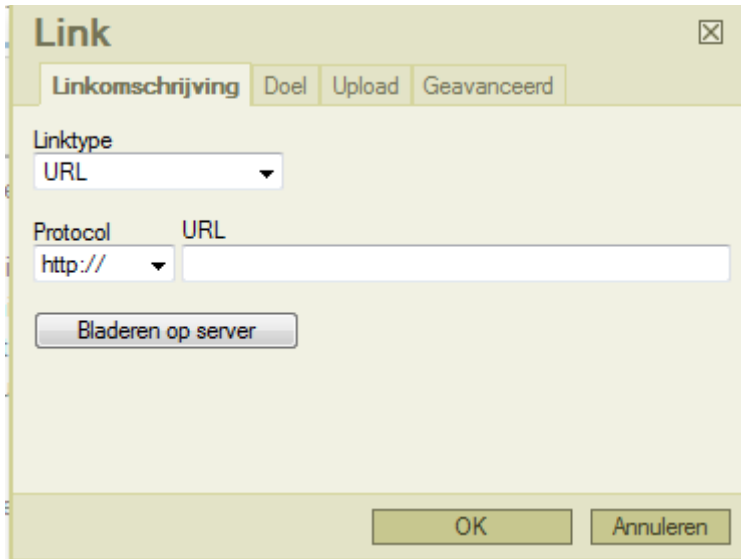 Link
Linkomschrijving Doel Upload Geavanceerd
Linktype
URL
Protocol URL
http://
Bladeren op server
OK Annuleren